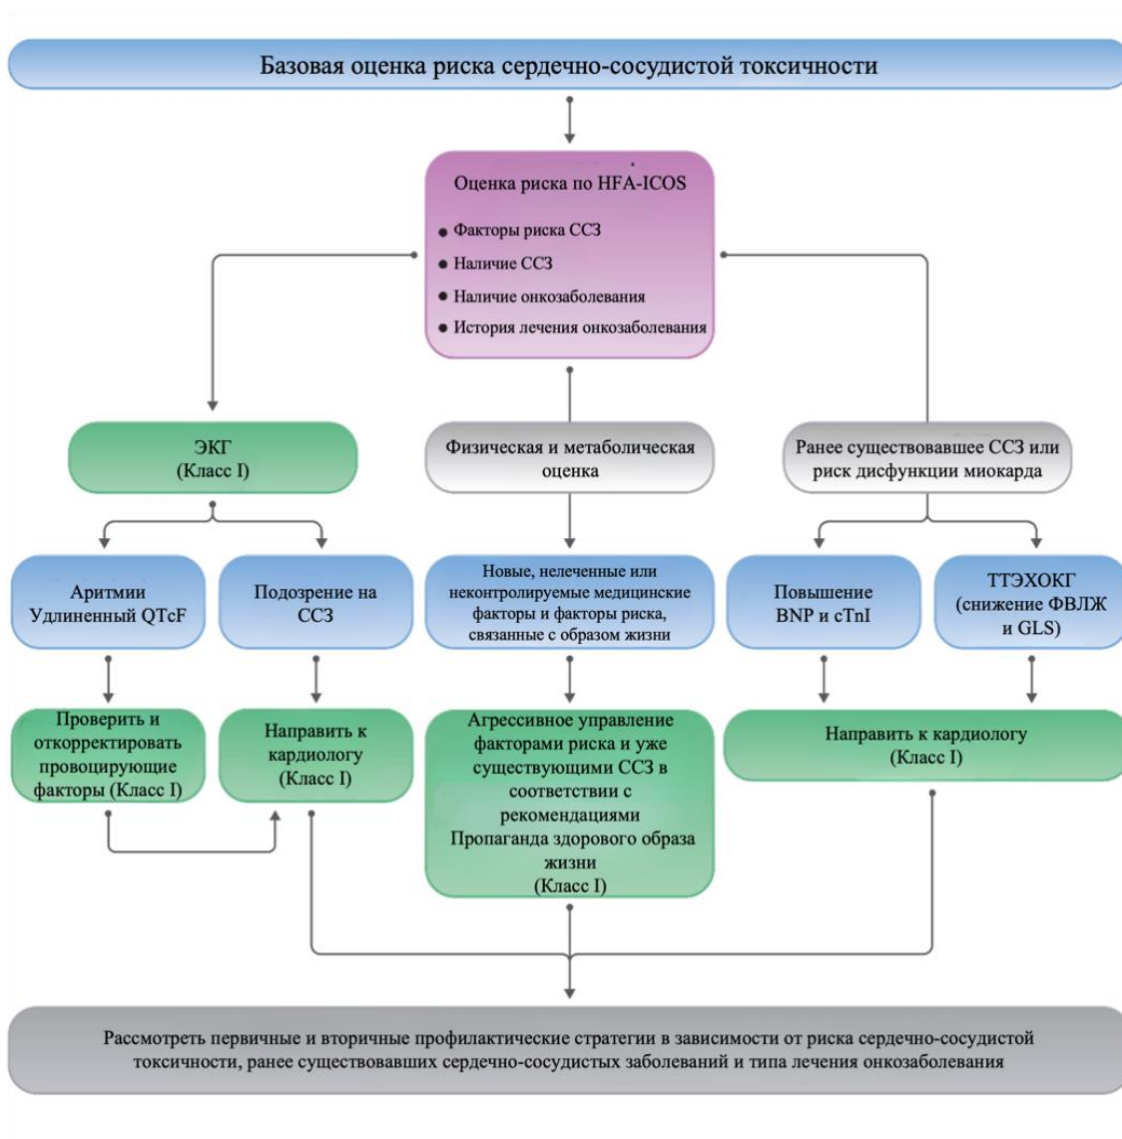 Базовая оценка риска сердечно-сосудистой токсичности
Оценка риска по HFA-ICOS
● Факторы риска ССЗ
● Наличие ССЗ
● Наличие онкозаболевания
● История лечения онкозаболевания
ЭКГ
(Класс I)
Физическая и метаболическая
оценка
Ранее существовавшее ССЗ или
риск дисфункции миокарда
Аритмии
Удлиненный QTcF
Подозрение на
ССЗ
Новые, нелеченные или
неконтролируемые медицинские
факторы и факторы риска,
связанные с образом жизни
Повышение
BNP и cTnI
ТТЭХОКГ
(снижение ФВЛЖ
и GLS)
Проверить и
откорректировать
провоцирующие
факторы (Класс I)
Направить к
кардиологу
(Класс I)
Агрессивное управление
факторами риска и уже
существующими ССЗ в
соответствии с
рекомендациями
Пропаганда здорового образа
жизни
(Класс I)
Направить к кардиологу
(Класс I)
Рассмотреть первичные и вторичные профилактические стратегии в зависимости от риска сердечно-сосудистой
токсичности, ранее существовавших сердечно-сосудистых заболеваний и типа лечения онкозаболевания